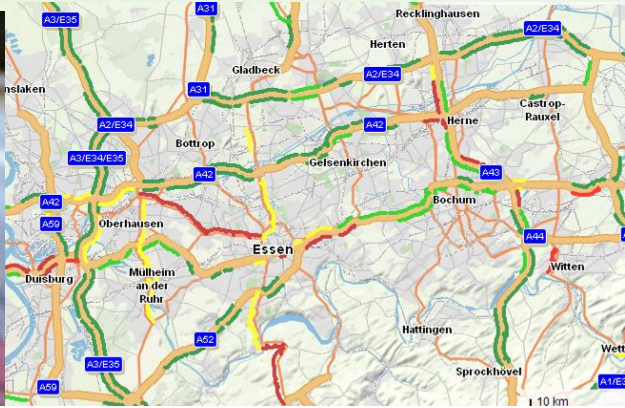 A31
Recklinghausen
A3/E35
A2/E34
Herten
Gladbeck
A2/E34
nslaken
A31
Castrop-
Rauxel
A2/E34
A42
Herne
Bottrop
A3/E34/E35
Gelsenkirchen
A42
A43
A42
Bochum
A59
Oberhausen
A44
Essen
Duisburg
Mülheim
an der
Ruhr
Witten
Hattingen
A52
Wett
A3/E35
Sprockhövel
A59
A1/E3
10 km